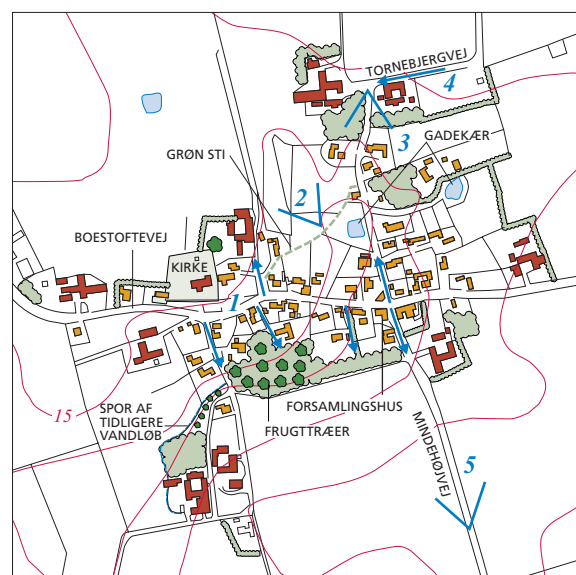 TORNEBJERGVEJ
4
GADEKÆR
3
GRØN STI
2
BOESTOFTEVEJ
KIRKE
1
15
SPOR AF
TIDLIGERE
VANDLØB
FORSAMLINGSHUS
FRUGTTRÆER
MINDEHØJVEJ
5